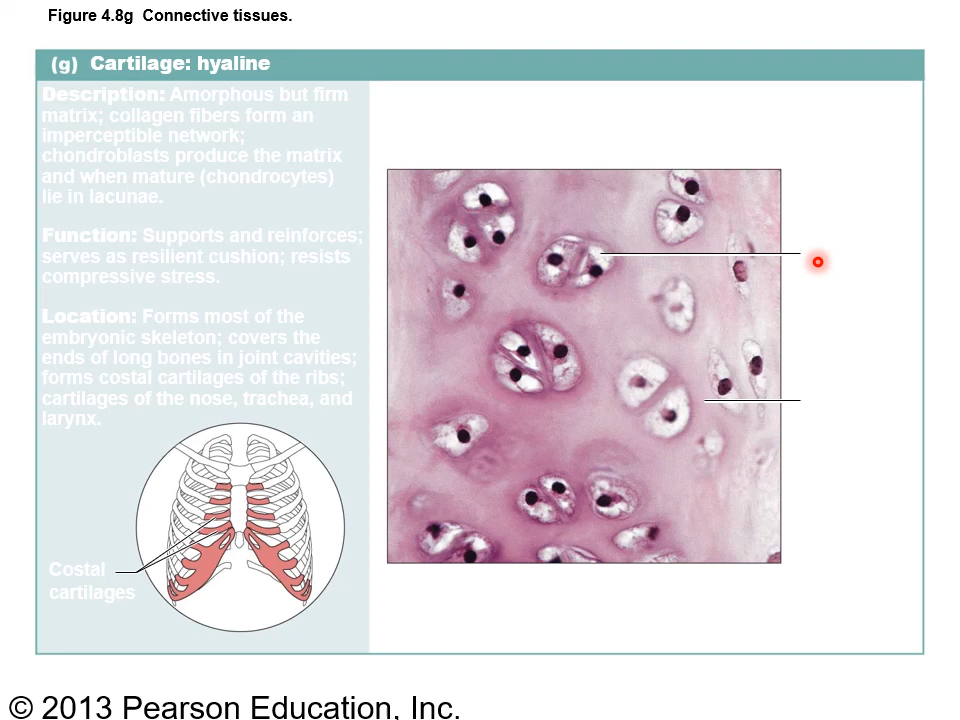 Figure 4.8g  Connective tissues.
(g)  Cartilage: hyaline
Description: Amorphous but firm
matrix; collagen fibers form an
imperceptible network;
chondroblasts produce the matrix
and when mature (chondrocytes)
lie in lacunae.
Function: Supports and reinforces;
serves as resilient cushion; resists
compressive stress.
Location: Forms most of the
embryonic skeleton; covers the
ends of long bones in joint cavities;
forms costal cartilages of the ribs;
cartilages of the nose, trachea, and
larynx.
Costal
cartilages
© 2013 Pearson Education, Inc.